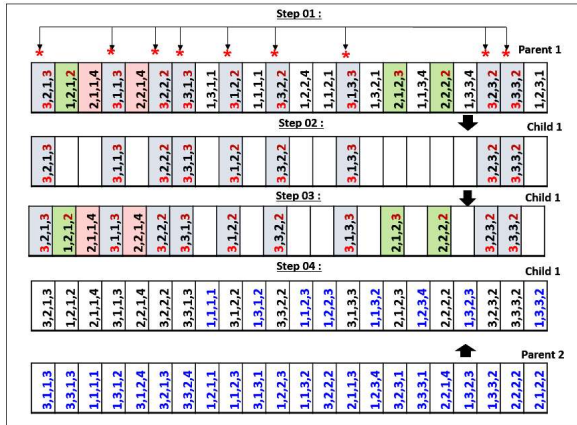 Step 01 :
* * * * * * * * *
Parent 1
3,2,1,3 1,2,1,2 2,1,1,4 3,1,1,3 2,2,1,4 3,2,2,2 3,3,1,3 1,3,1,1 3,1,2,2 1,1,1,1 3,3,2,2 1,2,2,4 1,1,2,1 3,1,3,3 1,3,2,1 2,1,2,3 1,1,3,4 2,2,2,2 1,3,3,4 3,2,3,2 3,3,3,2 1,2,3,1
Step 02 :
Child 1
3,2,1,3 3,1,1,3 3,2,2,2 3,3,1,3 3,1,2,2 3,3,2,2 3,1,3,3 3,2,3,2 3,3,3,2
Step 03 :
Child 1
3,2,1,3 1,2,1,2 2,1,1,4 3,1,1,3 2,2,1,4 3,2,2,2 3,3,1,3 3,1,2,2 3,3,2,2 3,1,3,3 2,1,2,3 2,2,2,2 3,2,3,2 3,3,3,2
Step 04 :
Child 1
3,2,1,3 1,2,1,2 2,1,1,4 3,1,1,3 2,2,1,4 3,2,2,2 3,3,1,3 1,1,1,1 3,1,2,2 1,3,1,2 3,3,2,2 1,1,2,3 1,2,2,3 3,1,3,3 1,1,3,2 2,1,2,3 1,2,3,4 2,2,2,2 1,3,2,3 3,2,3,2 3,3,3,2 1,3,3,2
Parent 2
3,1,1,3 3,3,1,3 1,1,1,1 1,3,1,2 3,1,2,4 3,2,1,3 3,3,2,4 1,2,1,1 1,1,2,3 3,1,3,1 1,2,2,3 1,1,3,2 3,2,2,2 2,1,1,3 1,2,3,4 3,2,3,1 3,3,3,1 2,2,1,4 1,3,2,3 1,3,3,2 2,2,2,2 2,1,2,2